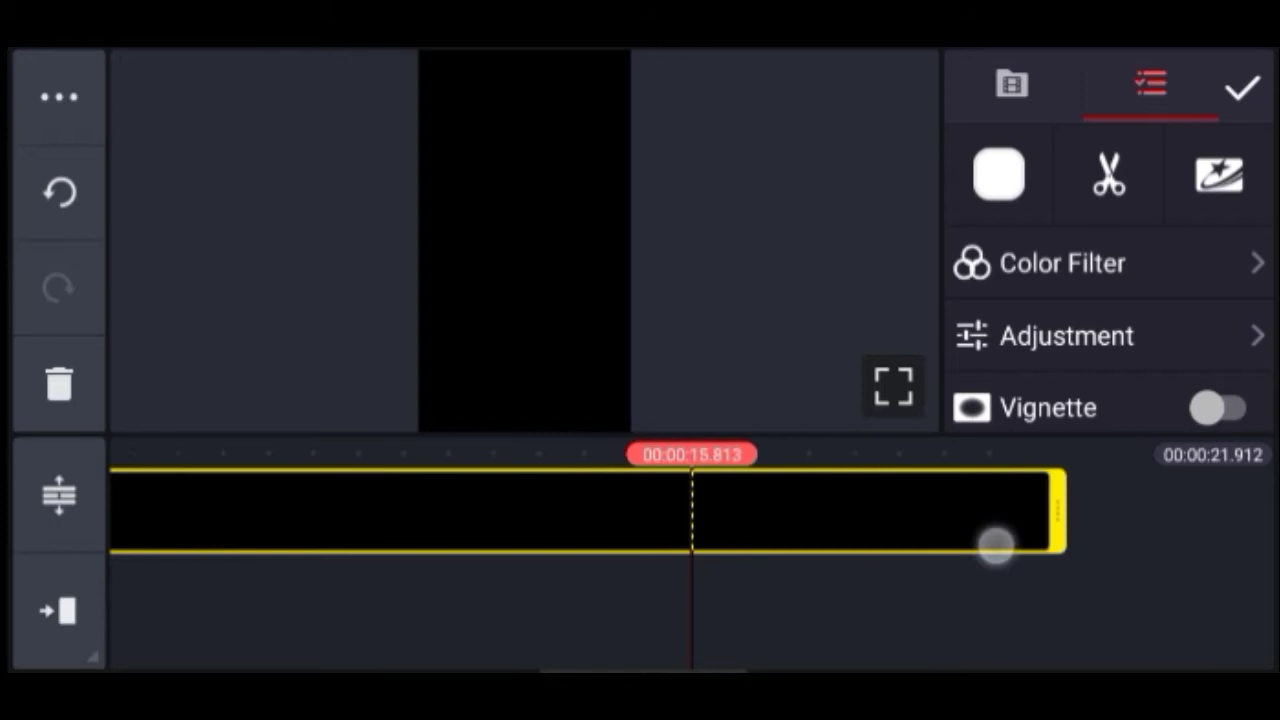 Color Filter
Adjustment
Vignette
00:00:15.813
00:00:21.912